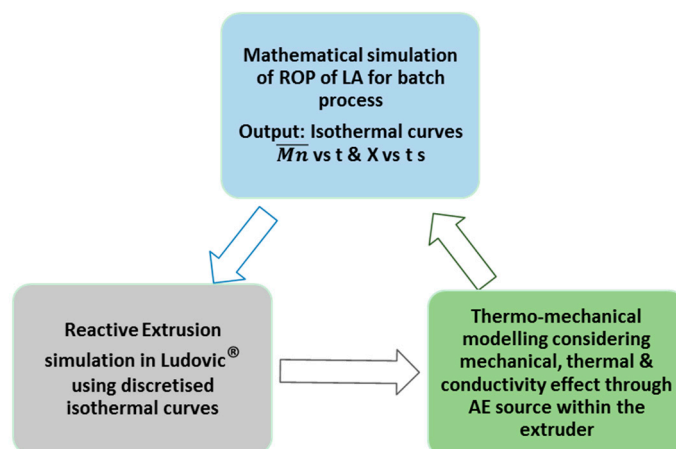 Mathematical simulation
of ROP of LA for batch
process
Output: Isothermal curves
M̅n̅ vs t & X vs t s
Reactive Extrusion
simulation in Ludovic®
using discretised
isothermal curves
Thermo-mechanical
modelling considering
mechanical, thermal &
conductivity effect through
AE source within the
extruder